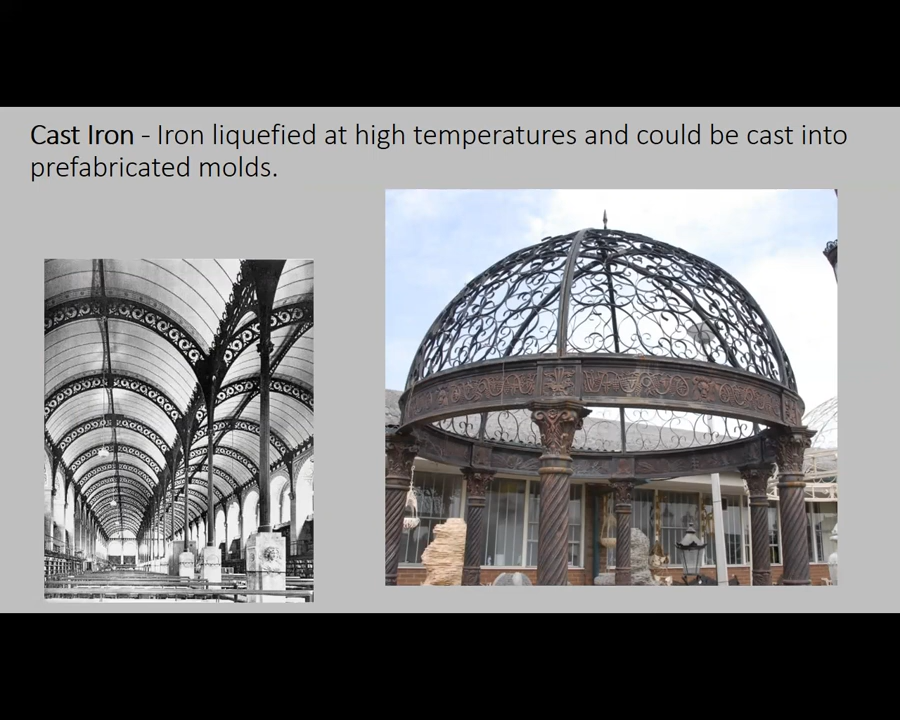 Cast Iron - Iron liquefied at high temperatures and could be cast into
prefabricated molds.